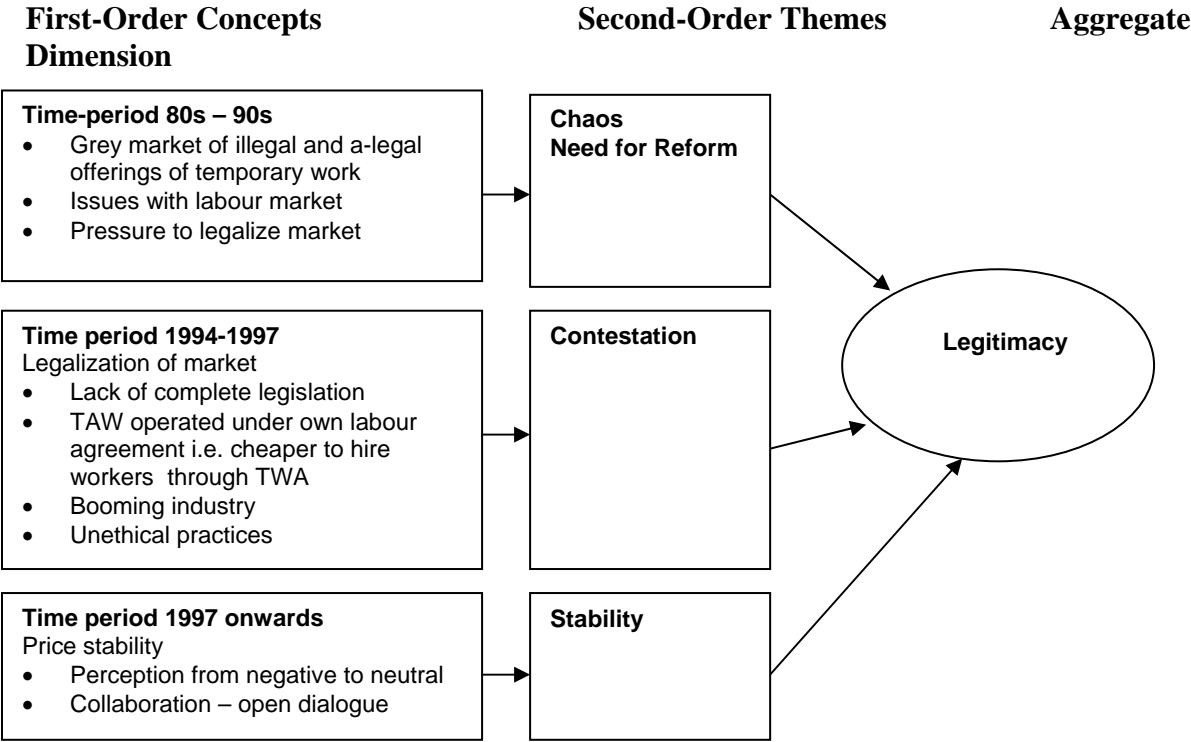 First-Order Concepts Second-Order Themes Aggregate
Dimension
Time-period 80s – 90s
• Grey market of illegal and a-legal
offerings of temporary work
• Issues with labour market
• Pressure to legalize market
Chaos
Need for Reform
Time period 1994-1997
Legalization of market
• Lack of complete legislation
• TAW operated under own labour
agreement i.e. cheaper to hire
workers through TWA
• Booming industry
• Unethical practices
Contestation
Legitimacy
Time period 1997 onwards
Price stability
• Perception from negative to neutral
• Collaboration – open dialogue
Stability